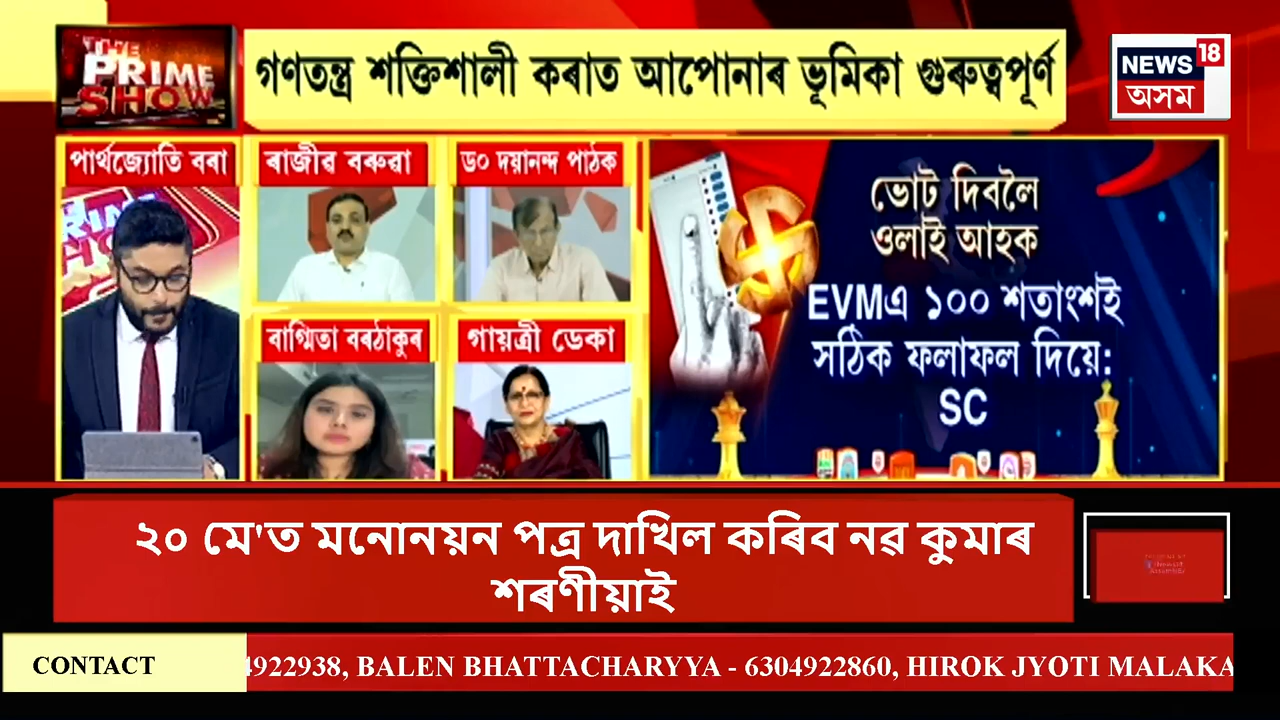 THE
PRIME
SHOW
গণতন্ত্ৰ শক্তিশালী কৰাত আপোনাৰ ভূমিকা গুৰুত্বপূৰ্ণ
NEWS 18
অসম
পাৰ্থজ্যোতি বৰা
ৰাজীৱ বৰুৱা
ড০ দয়ানন্দ পাঠক
বাগ্মিতা বৰঠাকুৰ
গায়ত্ৰী ডেকা
ভোট দিবলৈ
ওলাই আহক
EVMএ ১০০ শতাংশই
সঠিক ফলাফল দিয়ে:
SC
২০ মে'ত মনোনয়ন পত্ৰ দাখিল কৰিব নৱ কুমাৰ
শৰণীয়াই
CONTACT
4922938, BALEN BHATTACHARYYA - 6304922860, HIROK JYOTI MALAKA